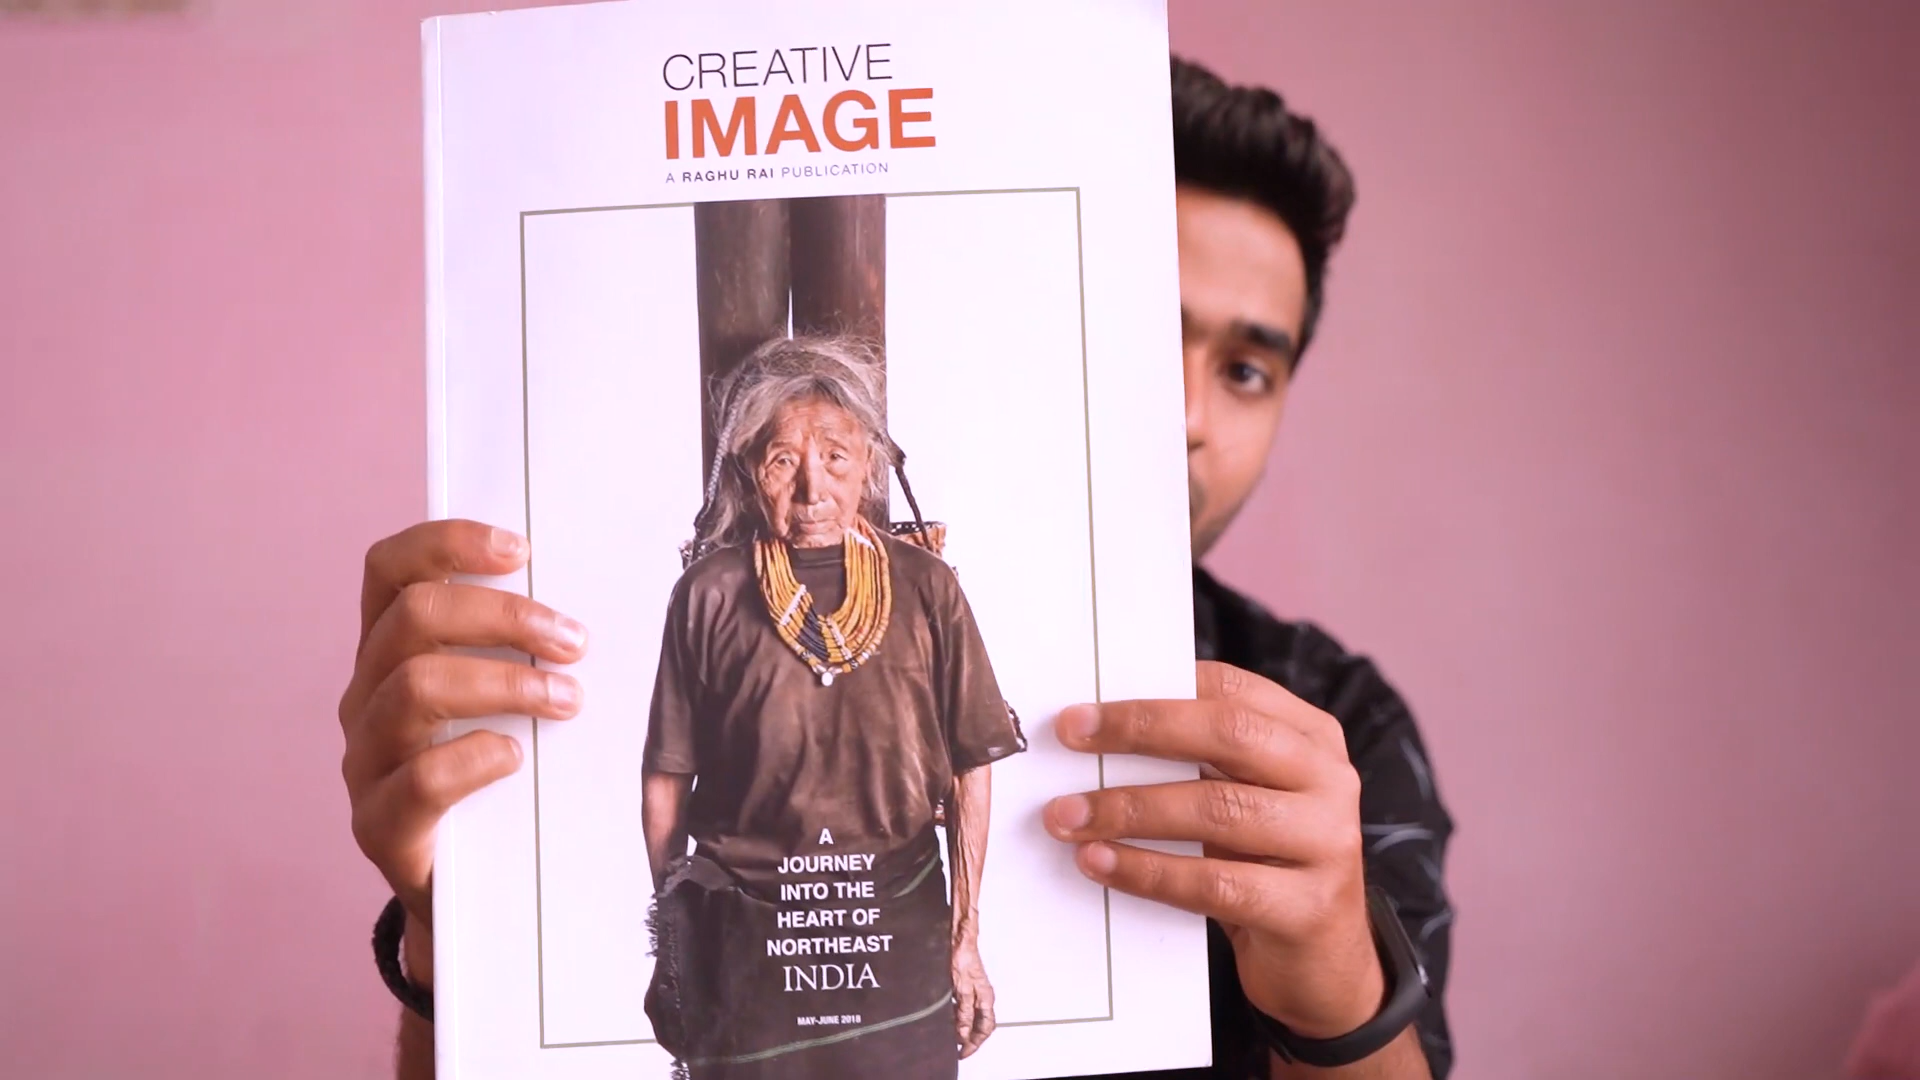 CREATIVE
IMAGE
A RAGHU RAI PUBLICATION
A
JOURNEY
INTO THE
HEART OF
NORTHEAST
INDIA
MAY-JUNE 2018